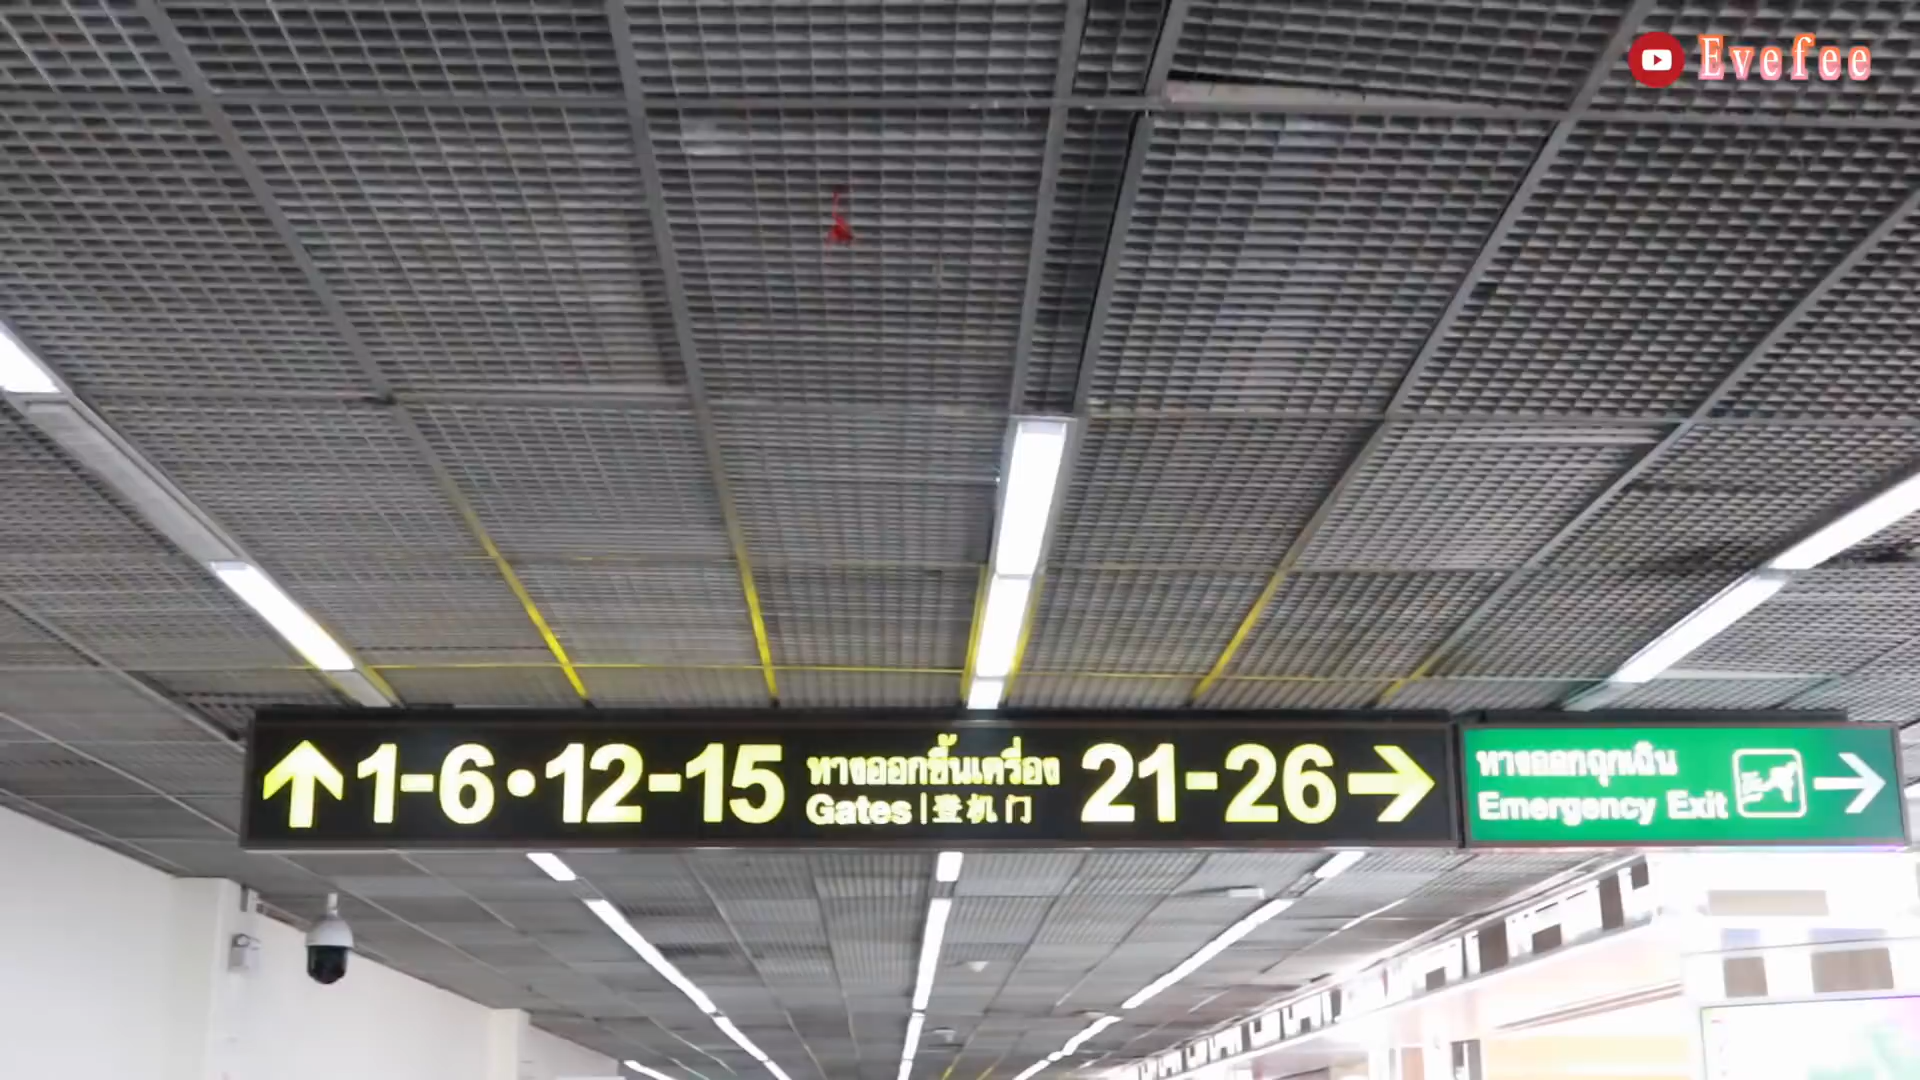 Evefee
1-6•12-15
ทางออกขึ้นเครื่อง
Gates | 登机门
21-26
ทางออกฉุกเฉิน
Emergency Exit